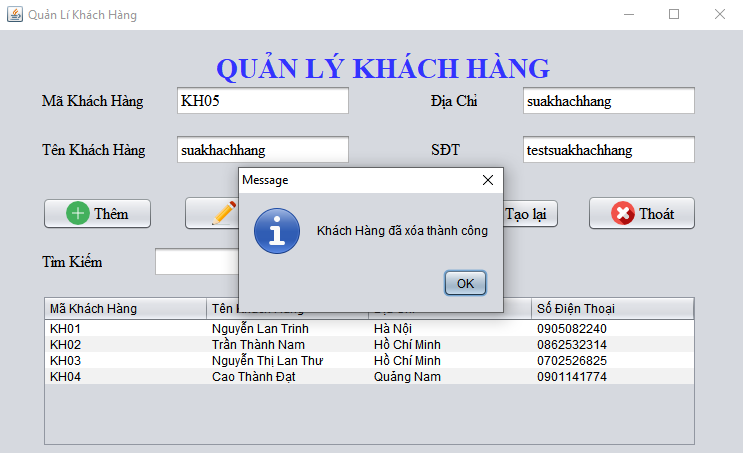 Quản Lí Khách Hàng
QUẢN LÝ KHÁCH HÀNG
Mã Khách Hàng KH05 Địa Chỉ suakhachhang
Tên Khách Hàng suakhachhang SĐT testsuakhachhang
Message
Thêm Tạo lại Thoát
Khách Hàng đã xóa thành công
Tìm Kiếm
OK
Mã Khách Hàng Tên Số Điện Thoại
KH01 Nguyễn Lan Trinh Hà Nội 0905082240
KH02 Trần Thành Nam Hồ Chí Minh 0862532314
KH03 Nguyễn Thị Lan Thư Hồ Chí Minh 0702526825
KH04 Cao Thành Đạt Quảng Nam 0901141774